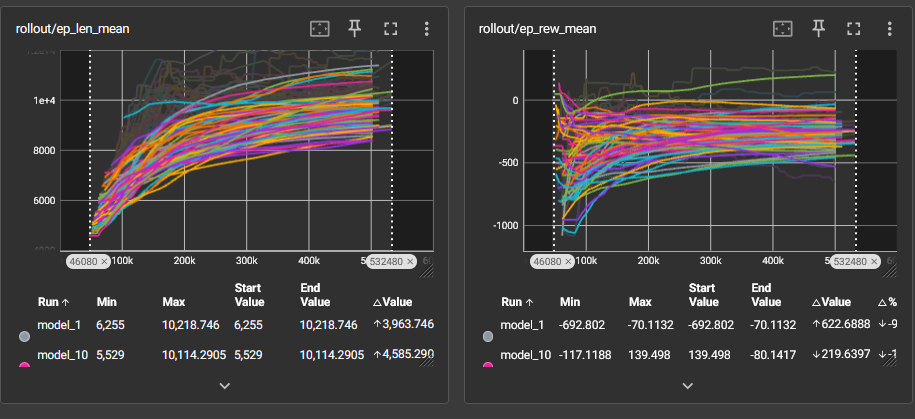 rollout/ep_len_mean
1e+4
8000
6000
46080 × 100k 200k 300k 400k 532480 ×
Run ↑ Min Max Start Value End Value △Value
model_1 6,255 10,218.746 6,255 10,218.746 ↑3,963.746
model_10 5,529 10,114.2905 5,529 10,114.2905 ↑4,585.290
rollout/ep_rew_mean
0
-500
-1000
46080 × 100k 200k 300k 400k 532480 ×
Run ↑ Min Max Start Value End Value △Value △%
model_1 -692.802 -70.1132 -692.802 -70.1132 ↑622.6888 ↓-9
model_10 -117.1188 139.498 139.498 -80.1417 ↓219.6397 ↓-1